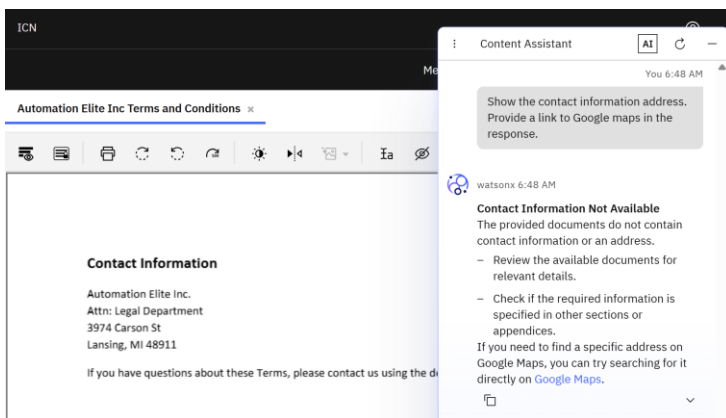 ICN
Me
Automation Elite Inc Terms and Conditions ×
Contact Information
Automation Elite Inc.
Attn: Legal Department
3974 Carson St
Lansing, MI 48911
If you have questions about these Terms, please contact us using the d
Content Assistant
AI
You 6:48 AM
Show the contact information address.
Provide a link to Google maps in the
response.
watsonx 6:48 AM
Contact Information Not Available
The provided documents do not contain
contact information or an address.
– Review the available documents for
relevant details.
– Check if the required information is
specified in other sections or
appendices.
If you need to find a specific address on
Google Maps, you can try searching for it
directly on Google Maps.